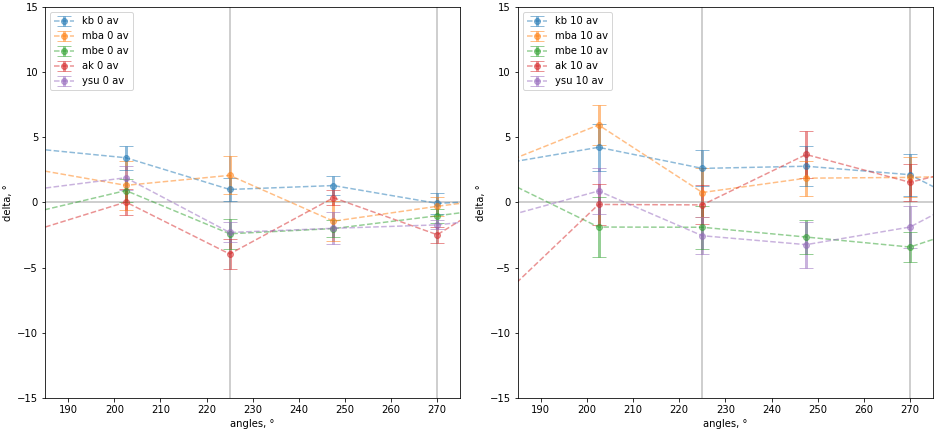 15
10
5
0
−5
−10
−15
delta, °
190
200
210
220
230
240
250
260
270
angles, °
kb 0 av
mba 0 av
mbe 0 av
ak 0 av
ysu 0 av
15
10
5
0
−5
−10
−15
delta, °
190
200
210
220
230
240
250
260
270
angles, °
kb 10 av
mba 10 av
mbe 10 av
ak 10 av
ysu 10 av